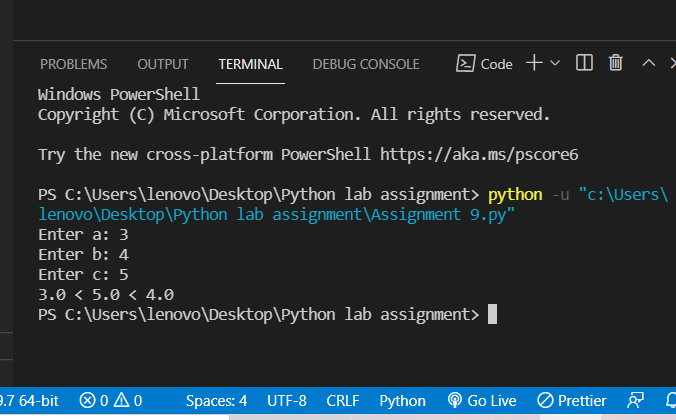 PROBLEMS OUTPUT TERMINAL DEBUG CONSOLE Code
Windows PowerShell
Copyright (C) Microsoft Corporation. All rights reserved.
Try the new cross-platform PowerShell https://aka.ms/pscore6
PS C:\Users\lenovo\Desktop\Python lab assignment> python -u "c:\Users\
lenovo\Desktop\Python lab assignment\Assignment 9.py"
Enter a: 3
Enter b: 4
Enter c: 5
3.0 < 5.0 < 4.0
PS C:\Users\lenovo\Desktop\Python lab assignment>
9.7 64-bit 0 0 Spaces: 4 UTF-8 CRLF Python Go Live Prettier